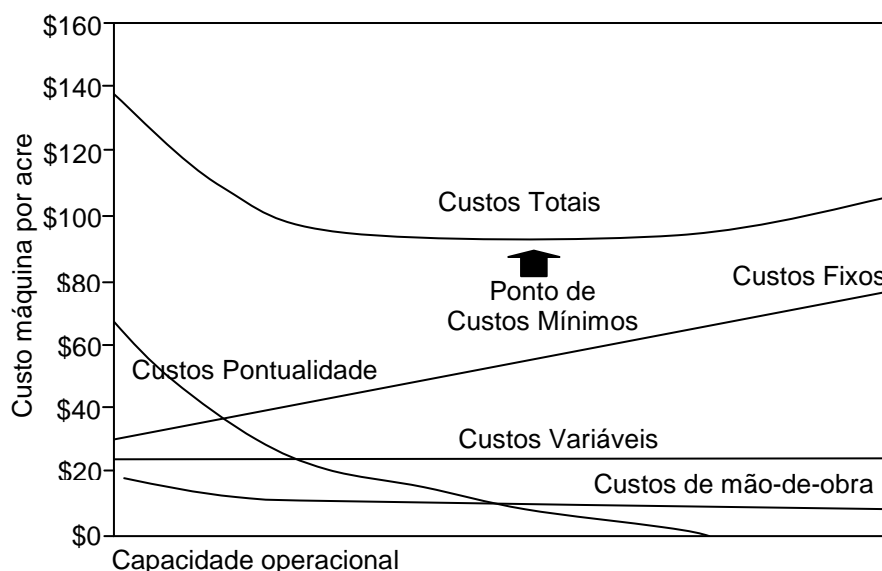 $160
$140
$120
$100
$80
$60
$40
$20
$0
Custo máquina por acre
Custos Totais
Custos Fixos
Ponto de
Custos Mínimos
Custos Pontualidade
Custos Variáveis
Custos de mão-de-obra
Capacidade operacional